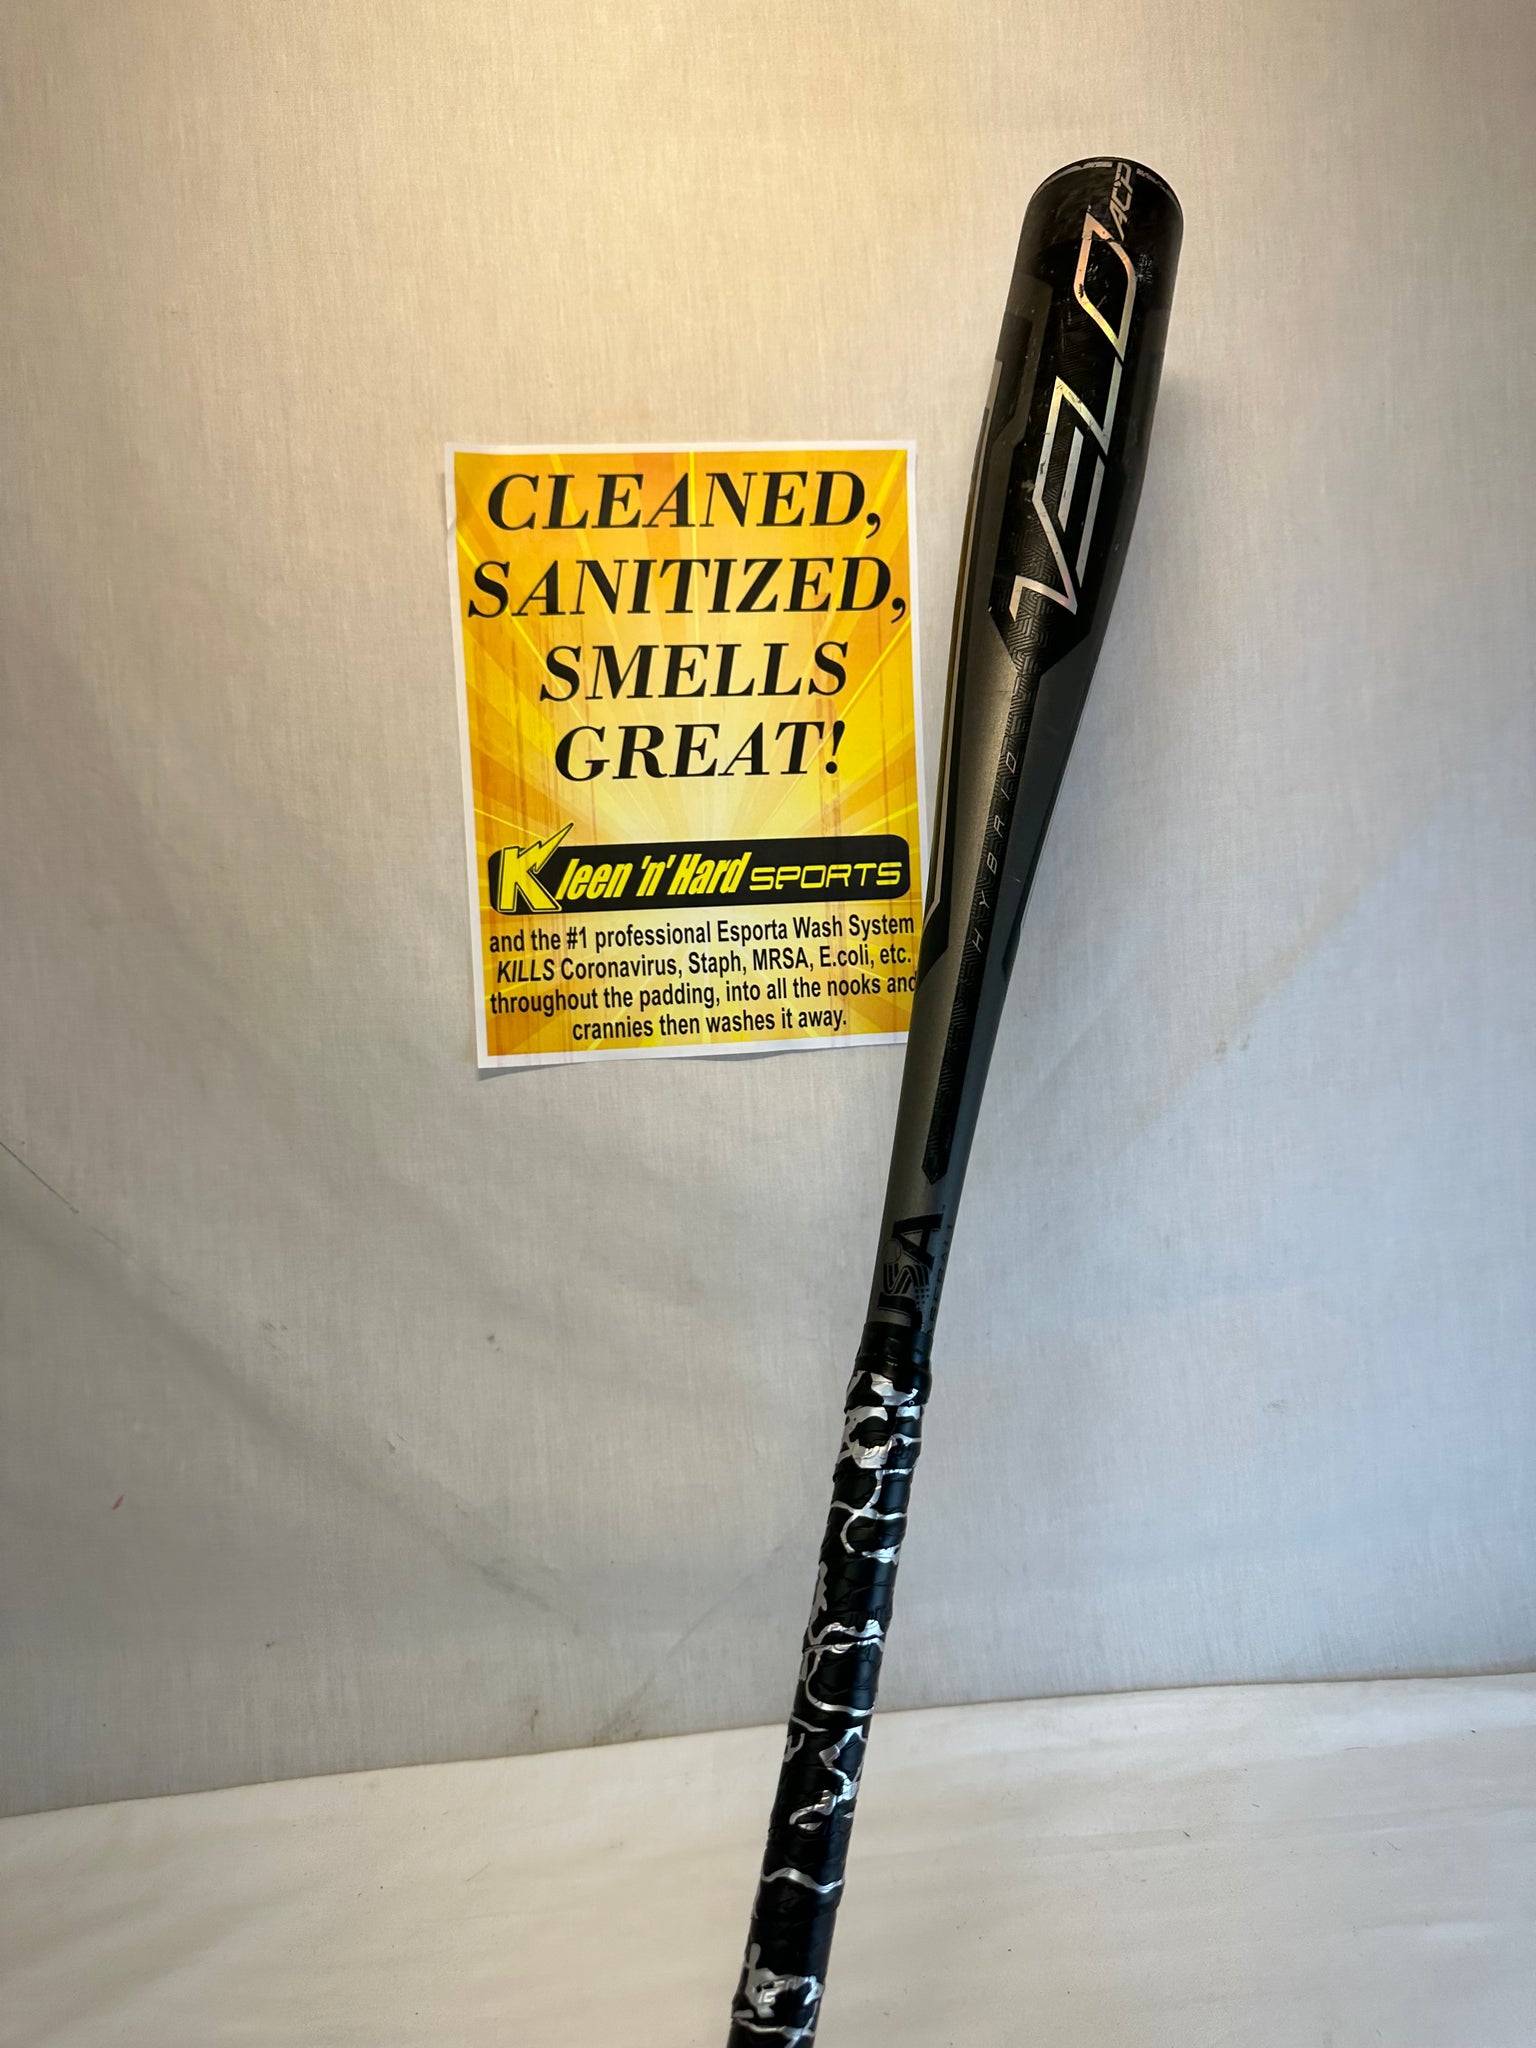 CLEANED,
SANITIZED,
SMELLS
GREAT!
Kleen 'n' Hard SPORTS
and the #1 professional Esporta Wash System
KILLS Coronavirus, Staph, MRSA, E.coli, etc.
throughout the padding, into all the nooks and
crannies then washes it away.
VELO ACP
HYBRID
USA